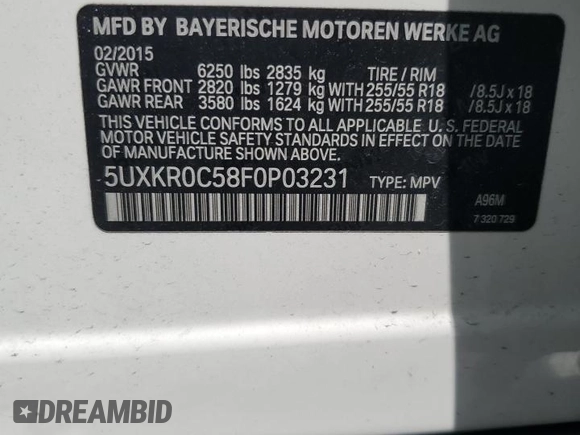 MFD BY BAYERISCHE MOTOREN WERKE AG
02/2015
GVWR 6250 lbs 2835 kg TIRE / RIM
GAWR FRONT 2820 lbs 1279 kg WITH 255/55 R18 /8.5J x 18
GAWR REAR 3580 lbs 1624 kg WITH 255/55 R18 /8.5J x 18
THIS VEHICLE CONFORMS TO ALL APPLICABLE U.S. FEDERAL
MOTOR VEHICLE SAFETY STANDARDS IN EFFECT ON THE DATE OF
MANUFACTURE SHOWN ABOVE.
5UXKR0C58F0P03231 TYPE: MPV
A96M
7 320 729
DREAMBID